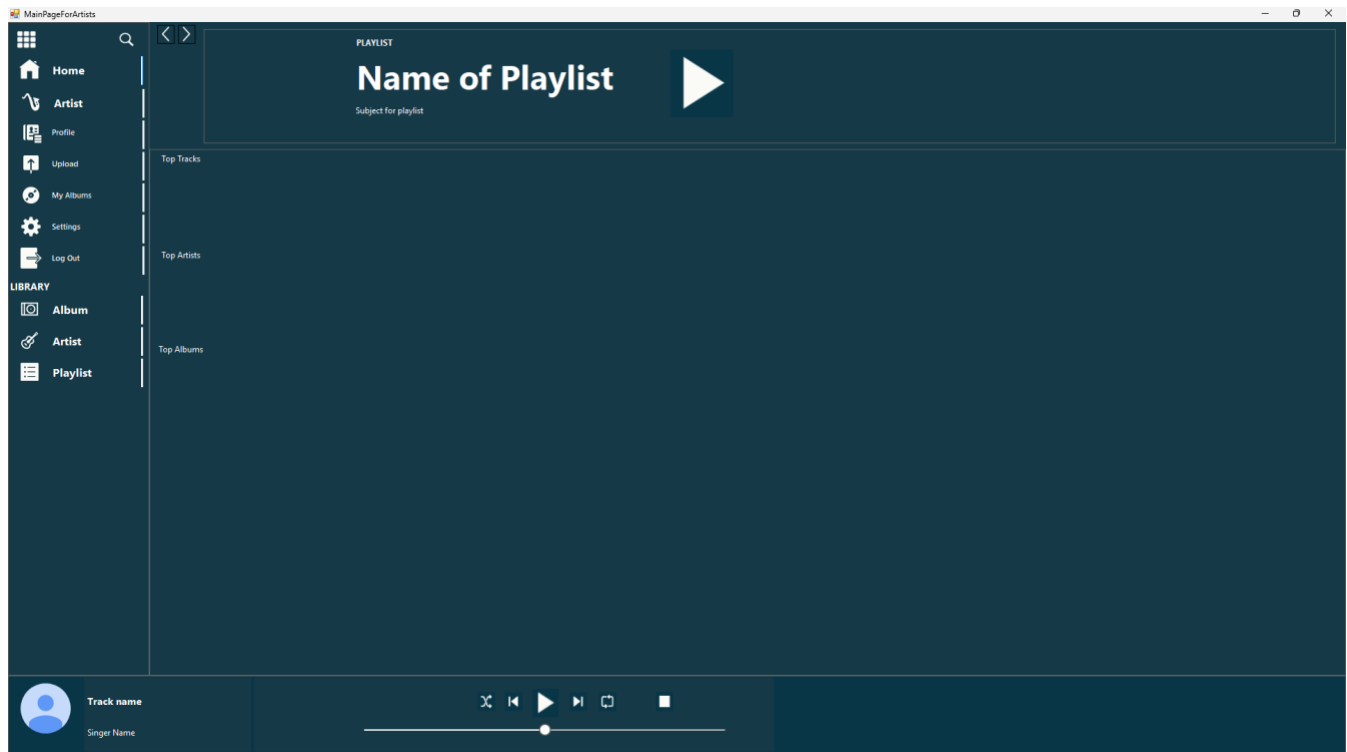 MainPageForArtists
Home
Artist
Profile
Upload
My Albums
Settings
Log Out
LIBRARY
Album
Artist
Playlist
PLAYLIST
Name of Playlist
Subject for playlist
Top Tracks
Top Artists
Top Albums
Track name
Singer Name